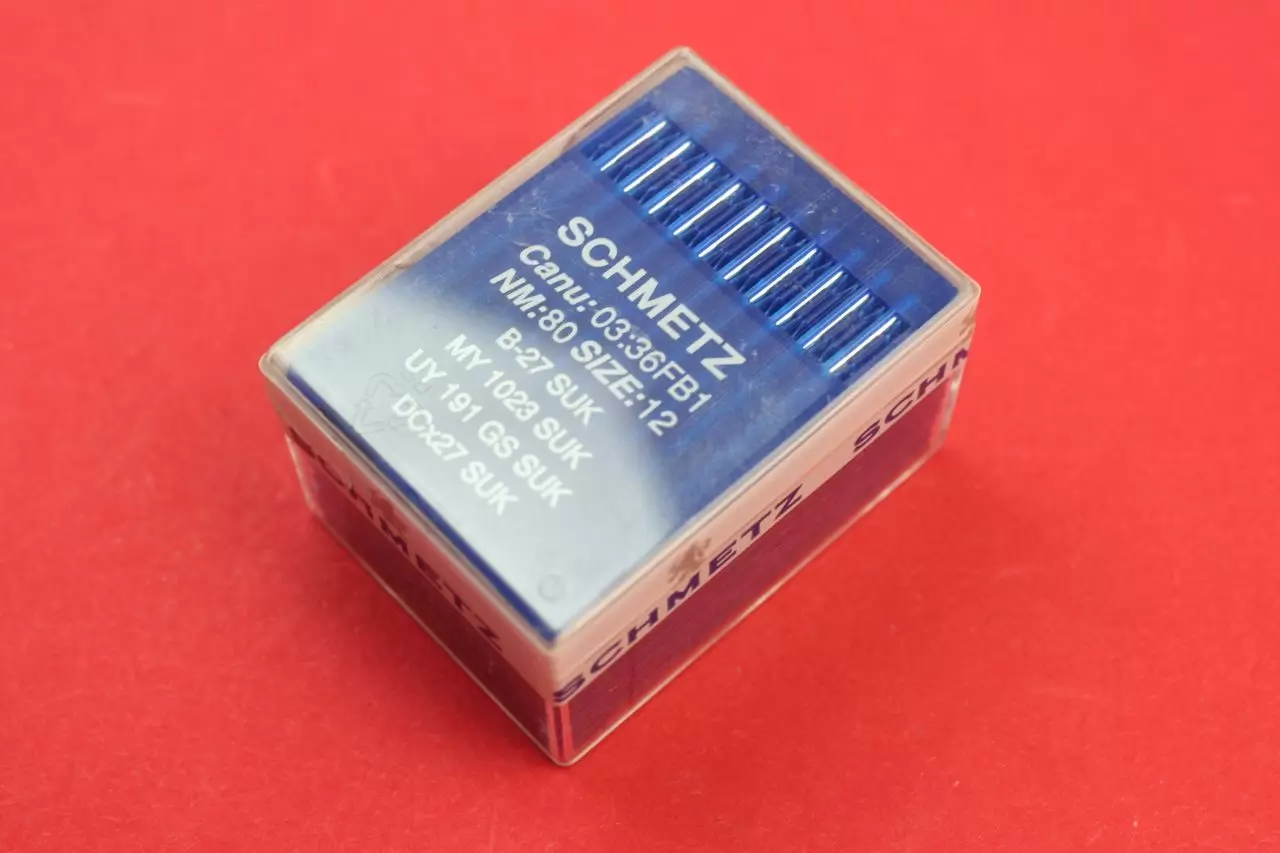 SCHMETZ
Canu: 03:36FB1
NM:80 SIZE:12
B-27 SUK
MY 1023 SUK
UY 191 GS SUK
DCx27 SUK
SCHMETZ
SCHMETZ
SCHM